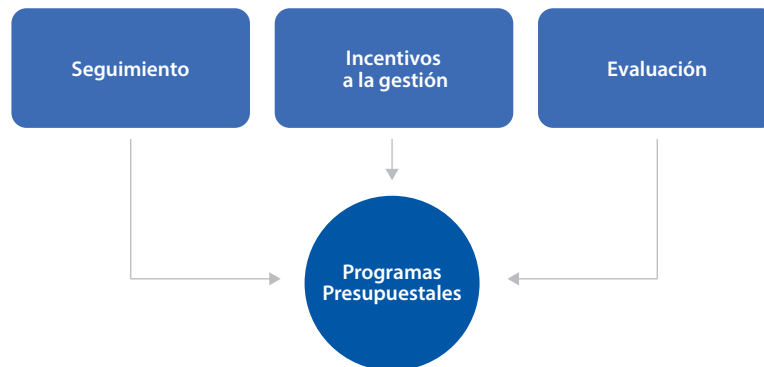 Seguimiento
Incentivos
a la gestión
Evaluación
Programas
Presupuestales